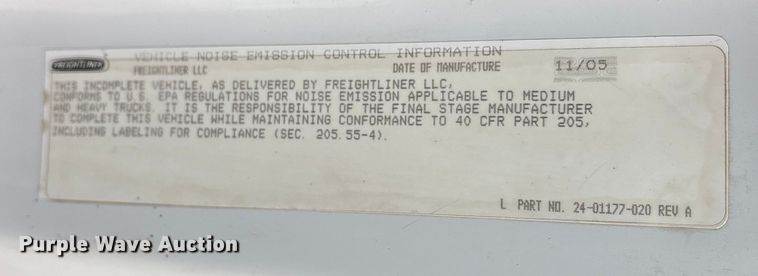 FREIGHTLINER
VEHICLE NOISE EMISSION CONTROL INFORMATION
FREIGHTLINER LLC DATE OF MANUFACTURE 11/05
THIS INCOMPLETE VEHICLE, AS DELIVERED BY FREIGHTLINER LLC,
CONFORMS TO U.S. EPA REGULATIONS FOR NOISE EMISSION APPLICABLE TO MEDIUM
AND HEAVY TRUCKS. IT IS THE RESPONSIBILITY OF THE FINAL STAGE MANUFACTURER
TO COMPLETE THIS VEHICLE WHILE MAINTAINING CONFORMANCE TO 40 CFR PART 205,
INCLUDING LABELING FOR COMPLIANCE (SEC. 205.55-4).
L PART NO. 24-01177-020 REV A
Purple Wave Auction